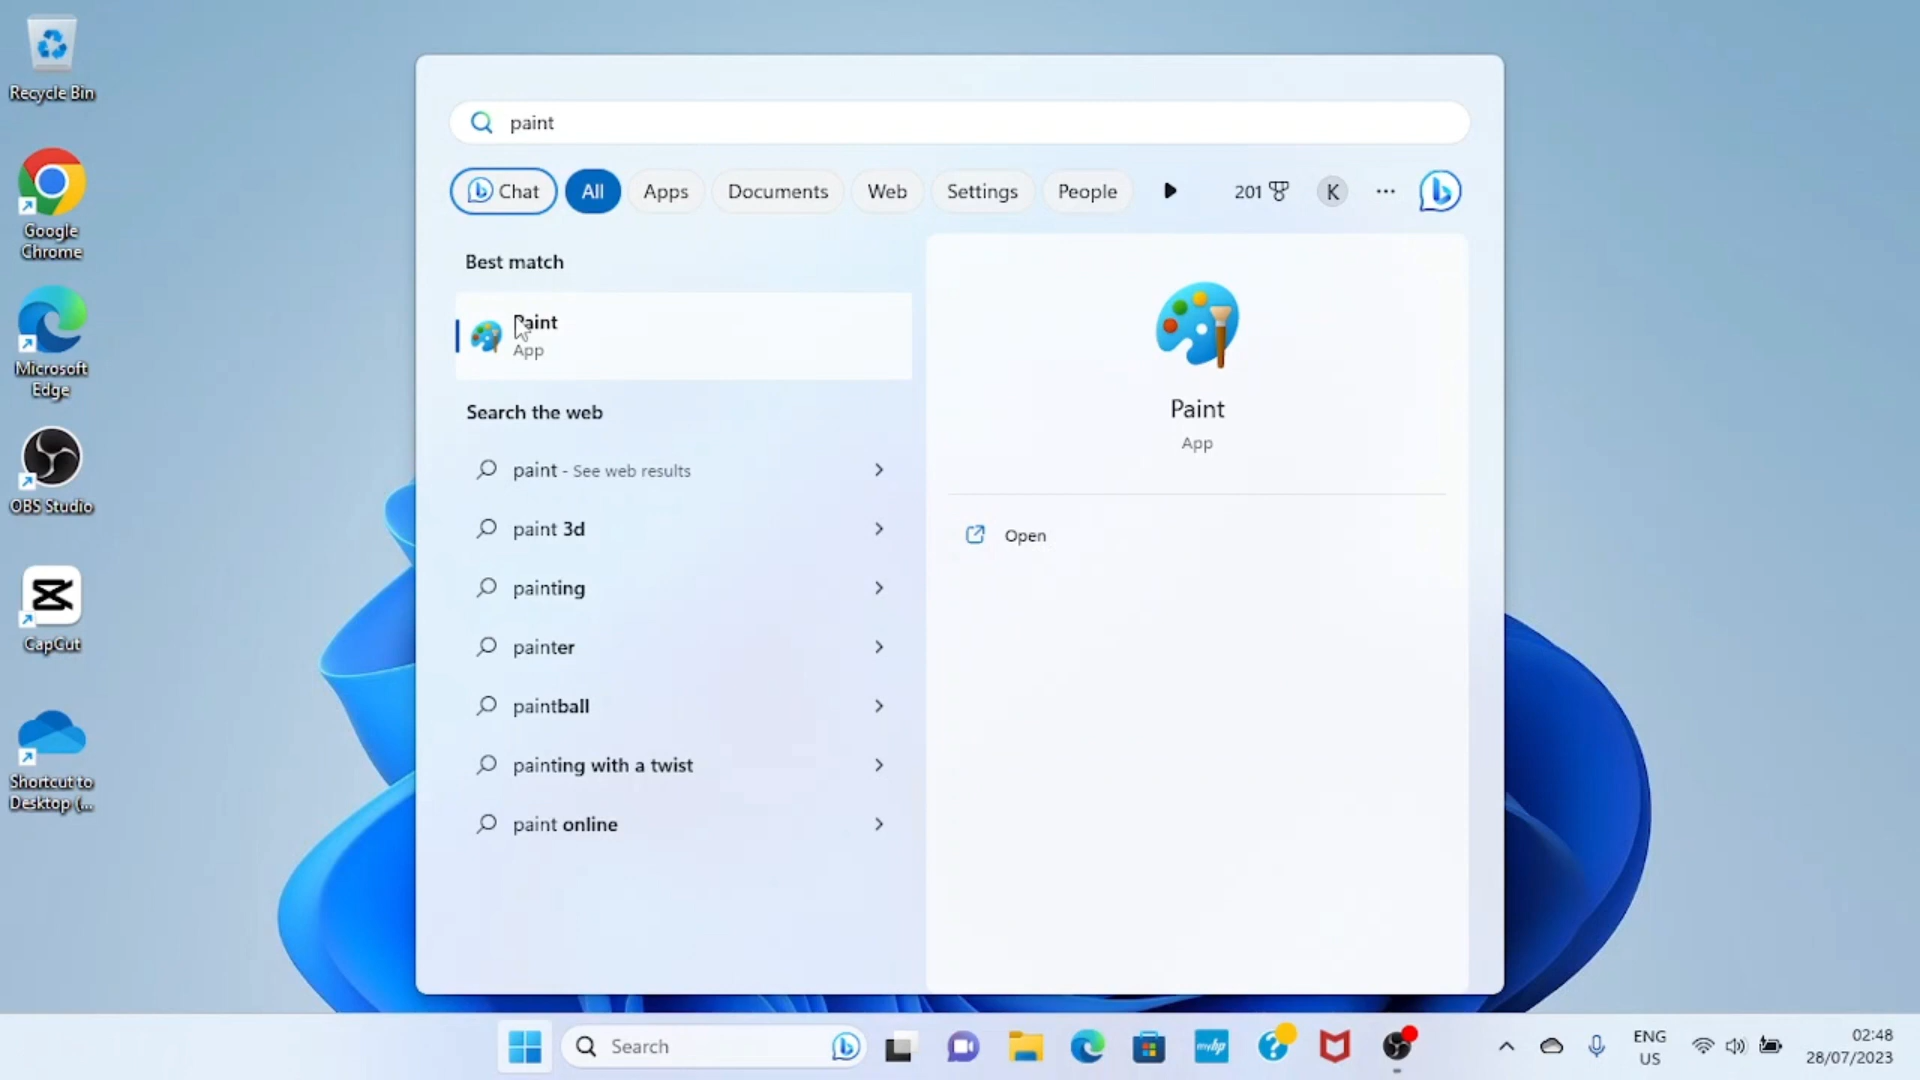 Recycle Bin
Google
Chrome
Microsoft
Edge
OBS Studio
CapCut
Shortcut to
Desktop (...
paint
Chat
All
Apps
Documents
Web
Settings
People
201
K
Best match
Paint
App
Search the web
paint - See web results
paint 3d
painting
painter
paintball
painting with a twist
paint online
Paint
App
Open
Search
myhp
ENG
US
02:48
28/07/2023